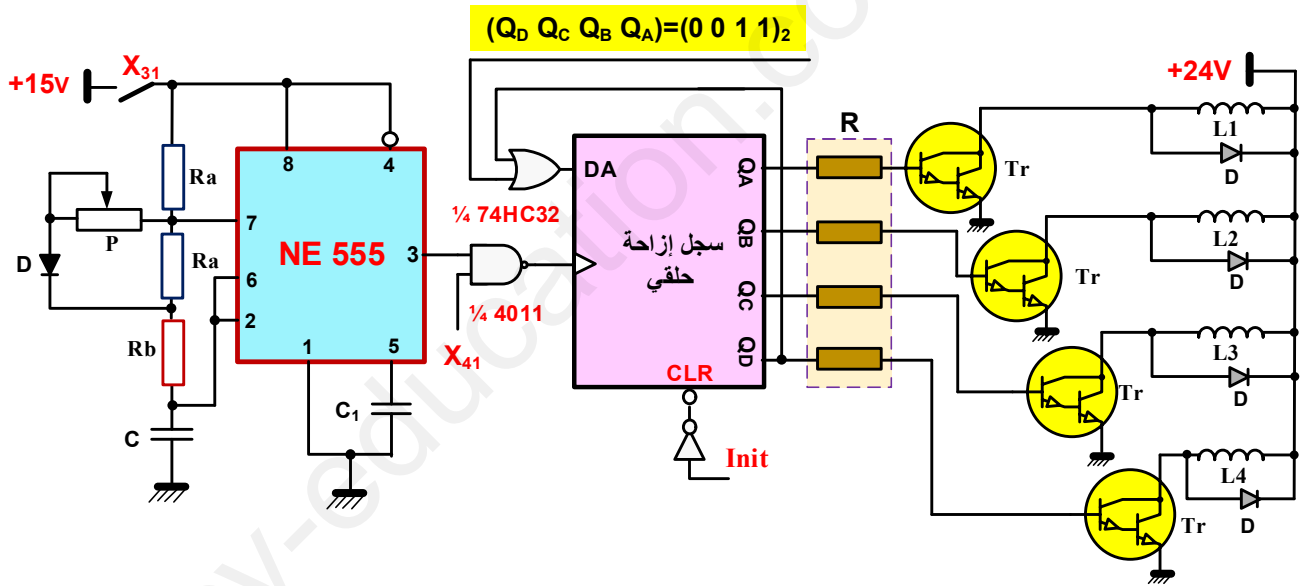 (QD QC QB QA)=(0 0 1 1)2
+15v
X31
+24V
R
8
4
Ra
7
P
Ra
D
NE 555
3
6
2
Rb
1
5
C
C1
DA
¼ 74HC32
¼ 4011
X41
سجل إزاحة
حلقي
QA
QB
QC
QD
CLR
Init
L1
D
Tr
L2
D
Tr
L3
D
Tr
L4
D
Tr
y-education.co